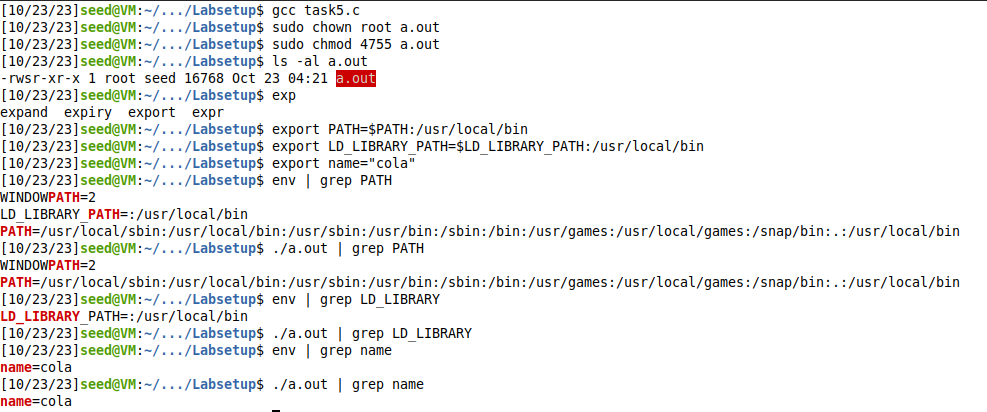 [10/23/23]seed@VM:~/.../Labsetup$ gcc task5.c
[10/23/23]seed@VM:~/.../Labsetup$ sudo chown root a.out
[10/23/23]seed@VM:~/.../Labsetup$ sudo chmod 4755 a.out
[10/23/23]seed@VM:~/.../Labsetup$ ls -al a.out
-rwsr-xr-x 1 root seed 16768 Oct 23 04:21 a.out
[10/23/23]seed@VM:~/.../Labsetup$ exp
expand  expiry  export  expr
[10/23/23]seed@VM:~/.../Labsetup$ export PATH=$PATH:/usr/local/bin
[10/23/23]seed@VM:~/.../Labsetup$ export LD_LIBRARY_PATH=$LD_LIBRARY_PATH:/usr/local/bin
[10/23/23]seed@VM:~/.../Labsetup$ export name="cola"
[10/23/23]seed@VM:~/.../Labsetup$ env | grep PATH
WINDOWPATH=2
LD_LIBRARY_PATH=:/usr/local/bin
PATH=/usr/local/sbin:/usr/local/bin:/usr/sbin:/usr/bin:/sbin:/bin:/usr/games:/usr/local/games:/snap/bin:.:/usr/local/bin
[10/23/23]seed@VM:~/.../Labsetup$ ./a.out | grep PATH
WINDOWPATH=2
PATH=/usr/local/sbin:/usr/local/bin:/usr/sbin:/usr/bin:/sbin:/bin:/usr/games:/usr/local/games:/snap/bin:.:/usr/local/bin
[10/23/23]seed@VM:~/.../Labsetup$ env | grep LD_LIBRARY
LD_LIBRARY_PATH=:/usr/local/bin
[10/23/23]seed@VM:~/.../Labsetup$ ./a.out | grep LD_LIBRARY
[10/23/23]seed@VM:~/.../Labsetup$ env | grep name
name=cola
[10/23/23]seed@VM:~/.../Labsetup$ ./a.out | grep name
name=cola